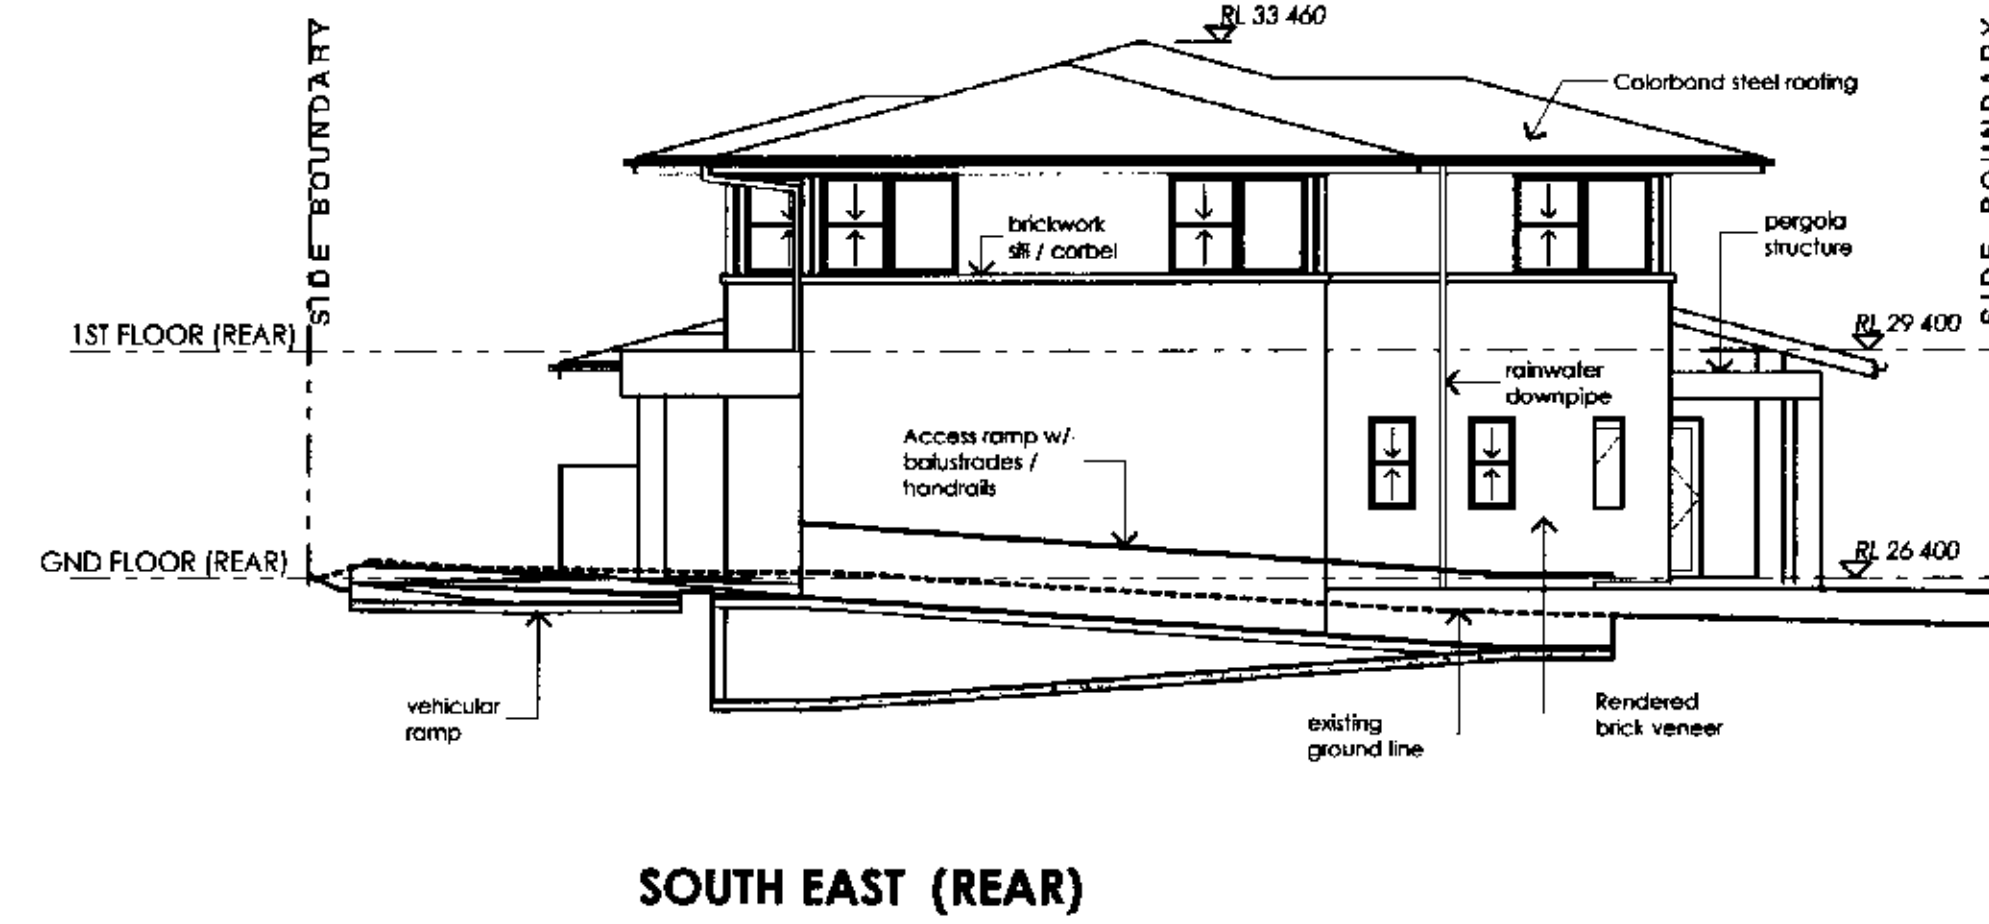 RL 33 460
SIDE BOUNDARY
SIDE BOUNDARY
Colorbond steel roofing
brickwork
sill / corbel
pergola
structure
1ST FLOOR (REAR)
RL 29 400
rainwater
downpipe
Access ramp w/
balustrades /
handrails
GND FLOOR (REAR)
RL 26 400
vehicular
ramp
existing
ground line
Rendered
brick veneer
SOUTH EAST (REAR)